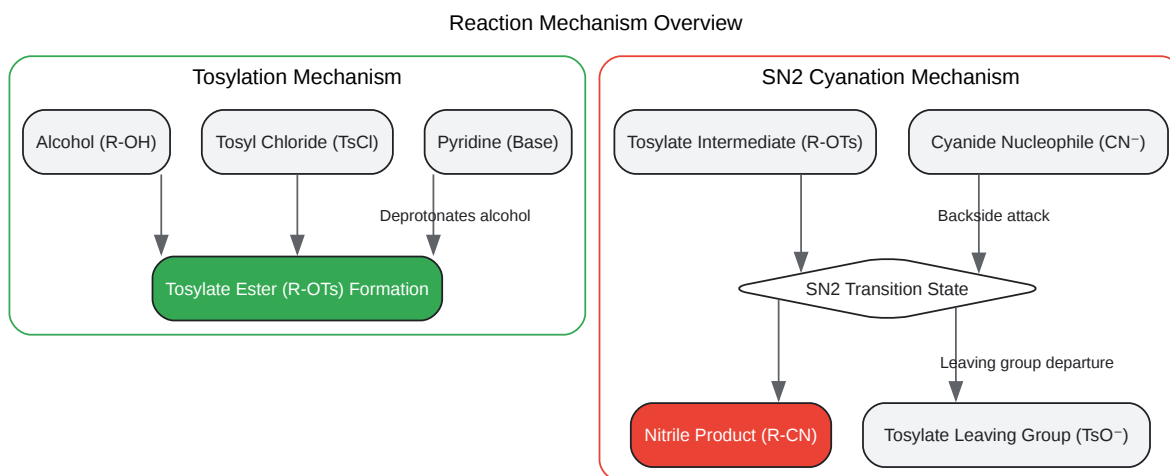 Reaction Mechanism Overview
Tosylation Mechanism
Alcohol (R-OH)
Tosyl Chloride (TsCl)
Pyridine (Base)
Deprotonates alcohol
Tosylate Ester (R-OTs) Formation
SN2 Cyanation Mechanism
Tosylate Intermediate (R-OTs)
Cyanide Nucleophile (CN⁻)
Backside attack
SN2 Transition State
Leaving group departure
Nitrile Product (R-CN)
Tosylate Leaving Group (TsO⁻)